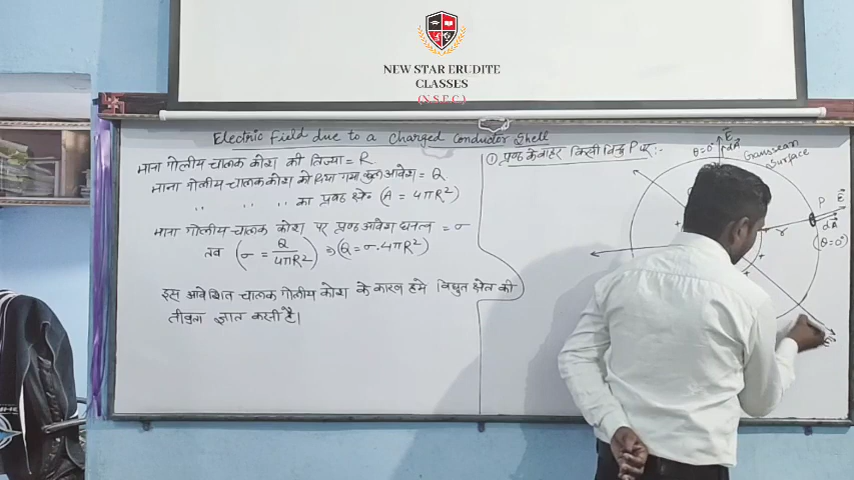 NEW STAR ERUDITE
CLASSES
(N.S.E.C)
Electric Field due to a Charged Conductor Shell
माना गोलीय चालक कोश की त्रिज्या = R
माना गोलीय चालक कोश को दिया गया कुल आवेश = Q
" " " " का पृष्ठ क्षे० (A = 4πR²)
माना गोलीय चालक कोश पर पृष्ठ आवेश घनत्व = σ
तब (σ = Q/4πR²) ⇒ (Q = σ.4πR²)
इस आवेशित चालक गोलीय कोश के कारण हमे विद्युत क्षेत्र की
तीव्रता ज्ञात करनी है।
① पृष्ठ के बाहर किसी बिन्दु P पर :-
θ=0° E dA
Gaussian
Surface
P E
r dA
(θ=0°)